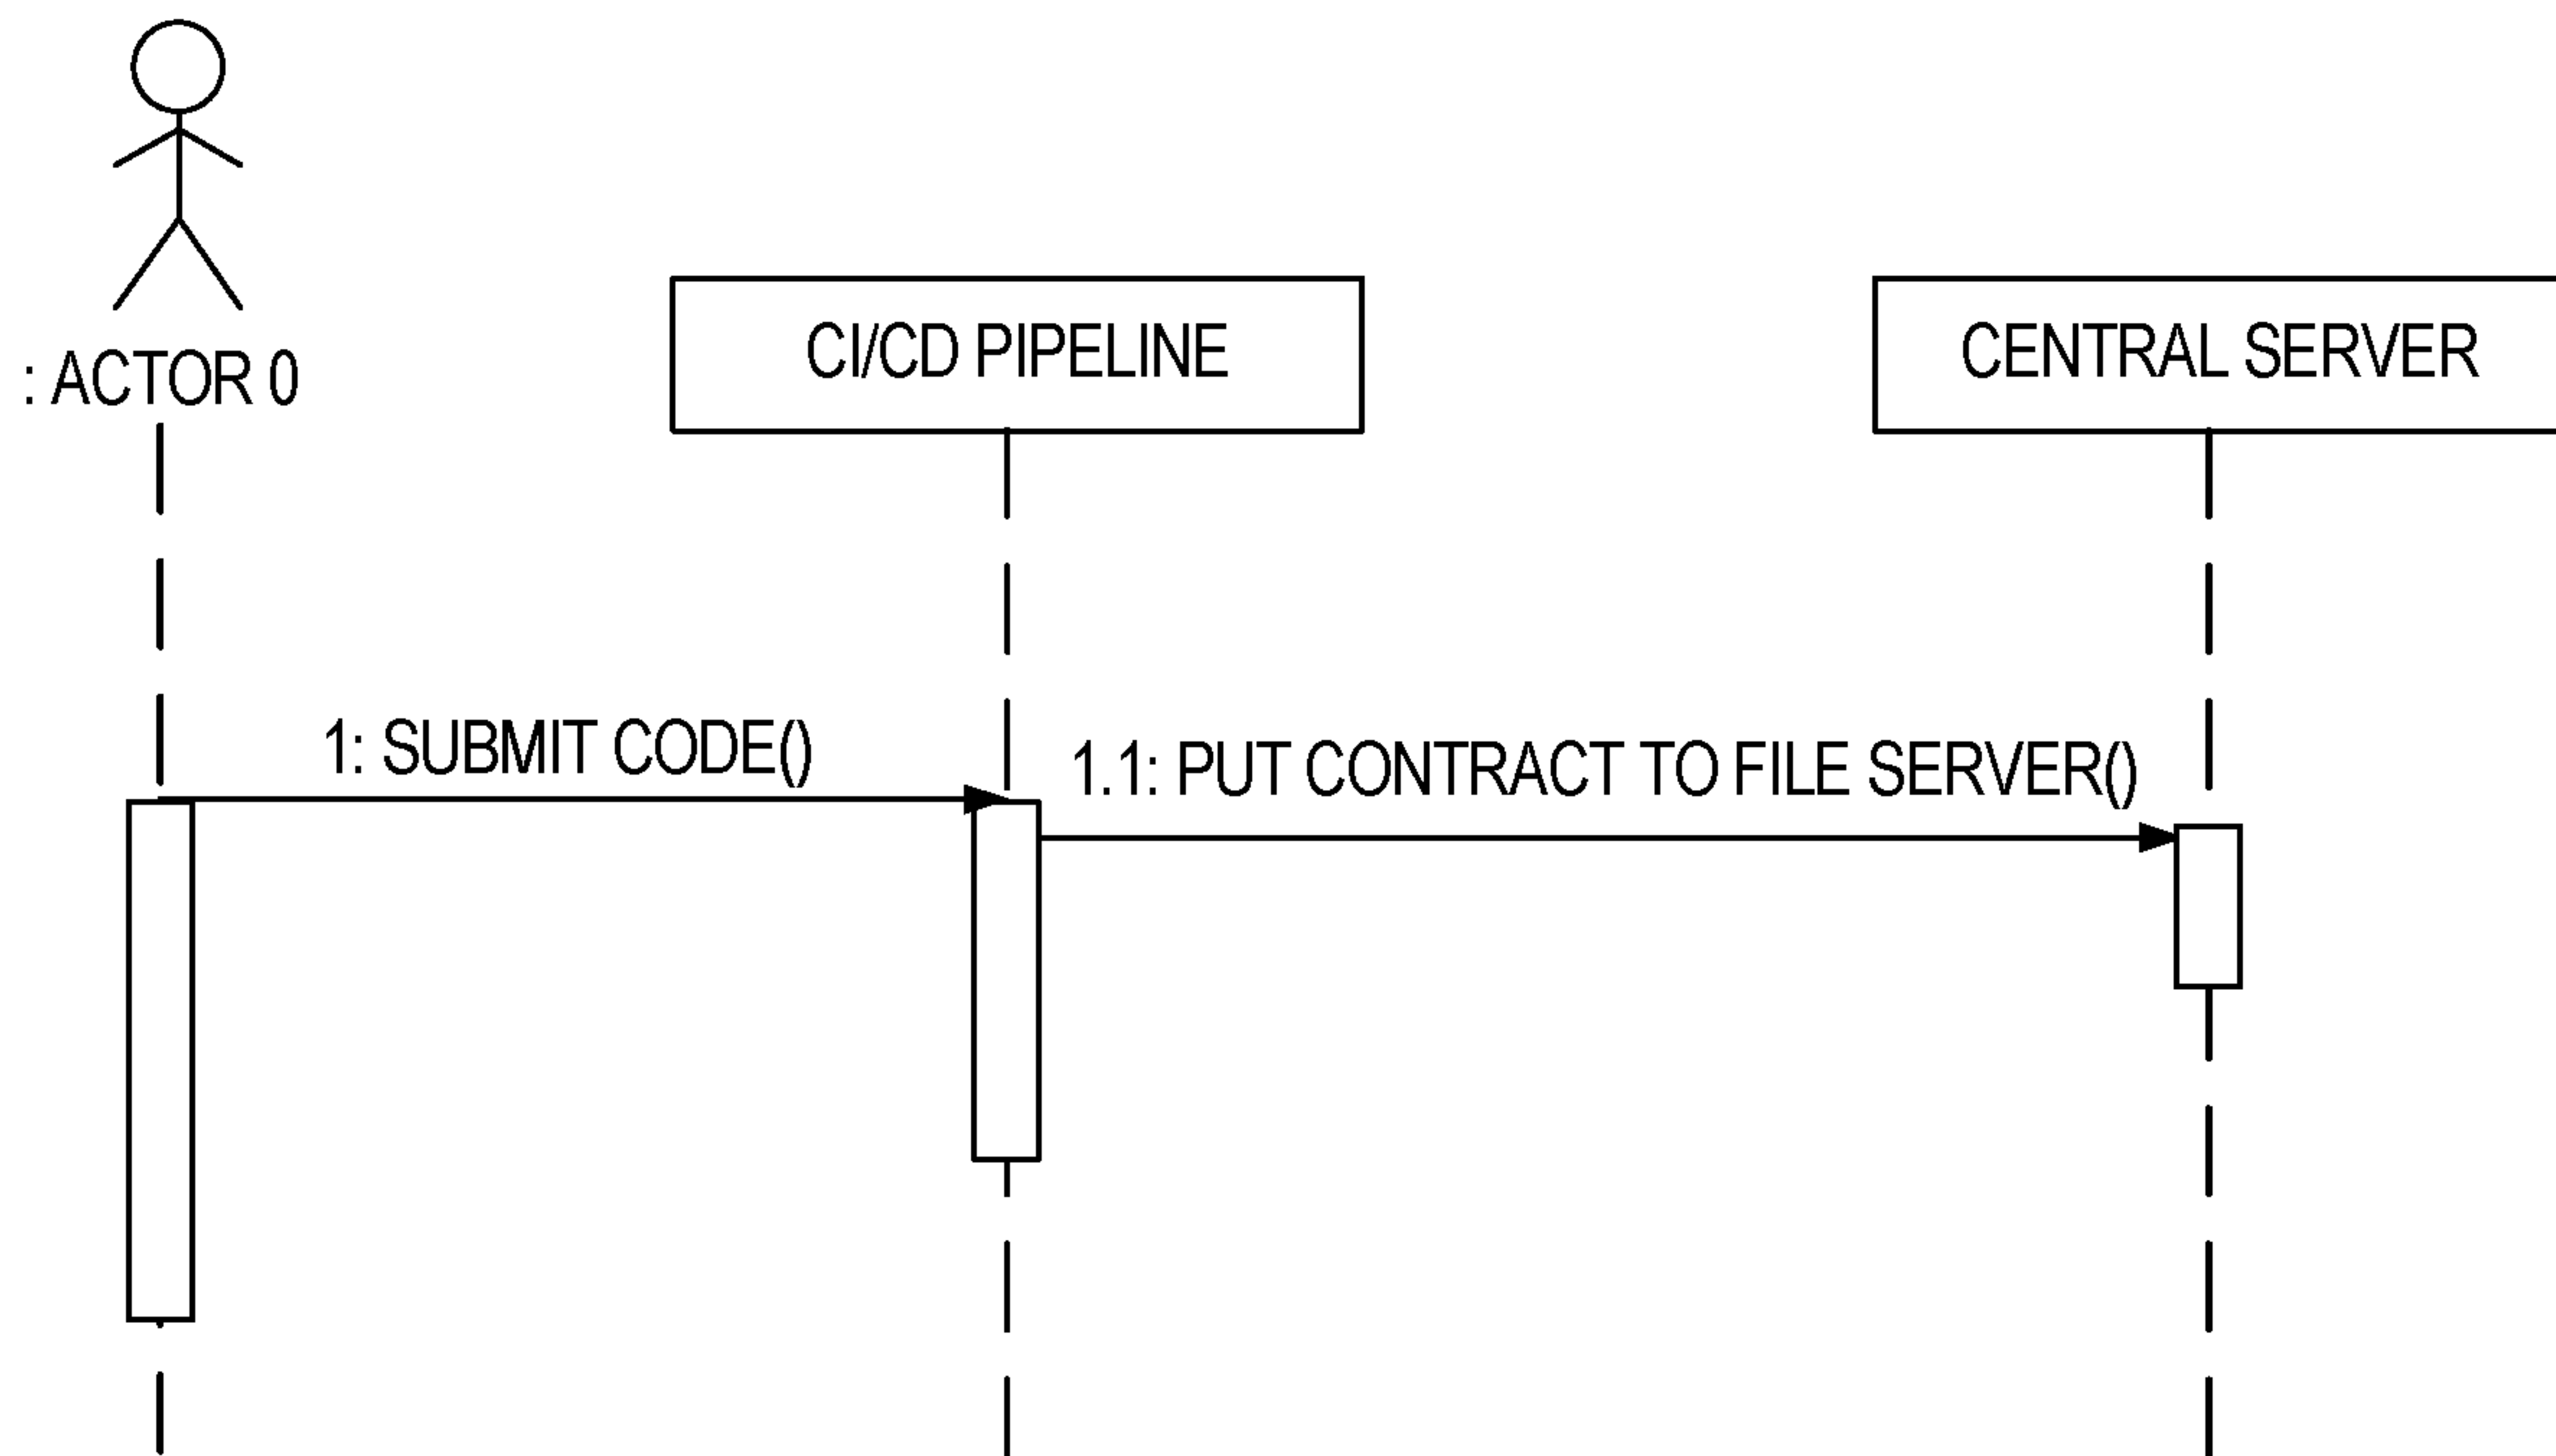 : ACTOR 0
CI/CD PIPELINE
CENTRAL SERVER
1: SUBMIT CODE()
1.1: PUT CONTRACT TO FILE SERVER()